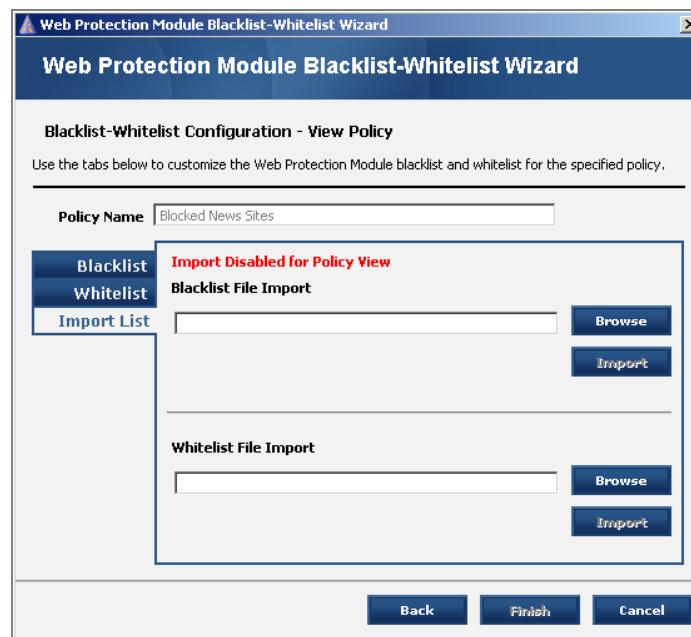 Web Protection Module Blacklist-Whitelist Wizard
Web Protection Module Blacklist-Whitelist Wizard
Blacklist-Whitelist Configuration - View Policy
Use the tabs below to customize the Web Protection Module blacklist and whitelist for the specified policy.
Policy Name Blocked News Sites
Blacklist
Whitelist
Import List
Import Disabled for Policy View
Blacklist File Import
Browse
Import
Whitelist File Import
Browse
Import
Back Finish Cancel